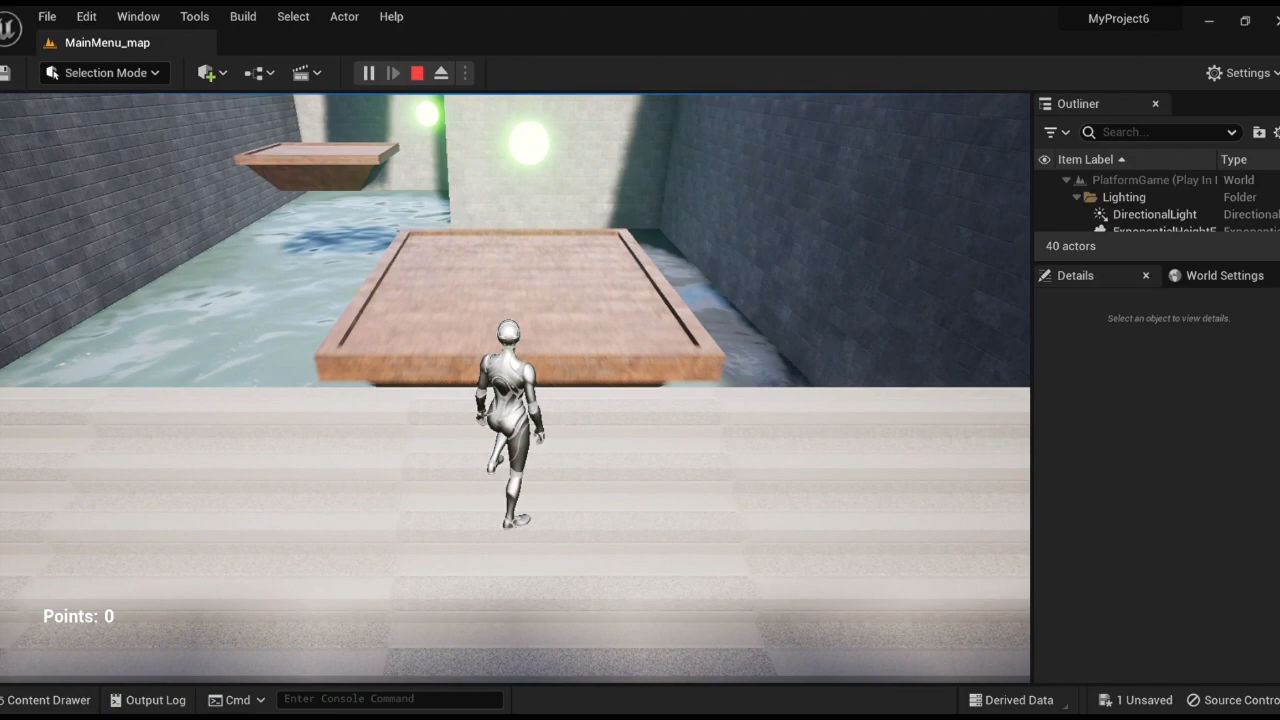 File Edit Window Tools Build Select Actor Help
MyProject6
MainMenu_map
Selection Mode
Settings
Outliner
Search...
Item Label Type
PlatformGame (Play In I World
Lighting Folder
DirectionalLight Directiona
40 actors
Details World Settings
Select an object to view details.
Points: 0
Content Drawer Output Log Cmd Enter Console Command Derived Data 1 Unsaved Source Contro